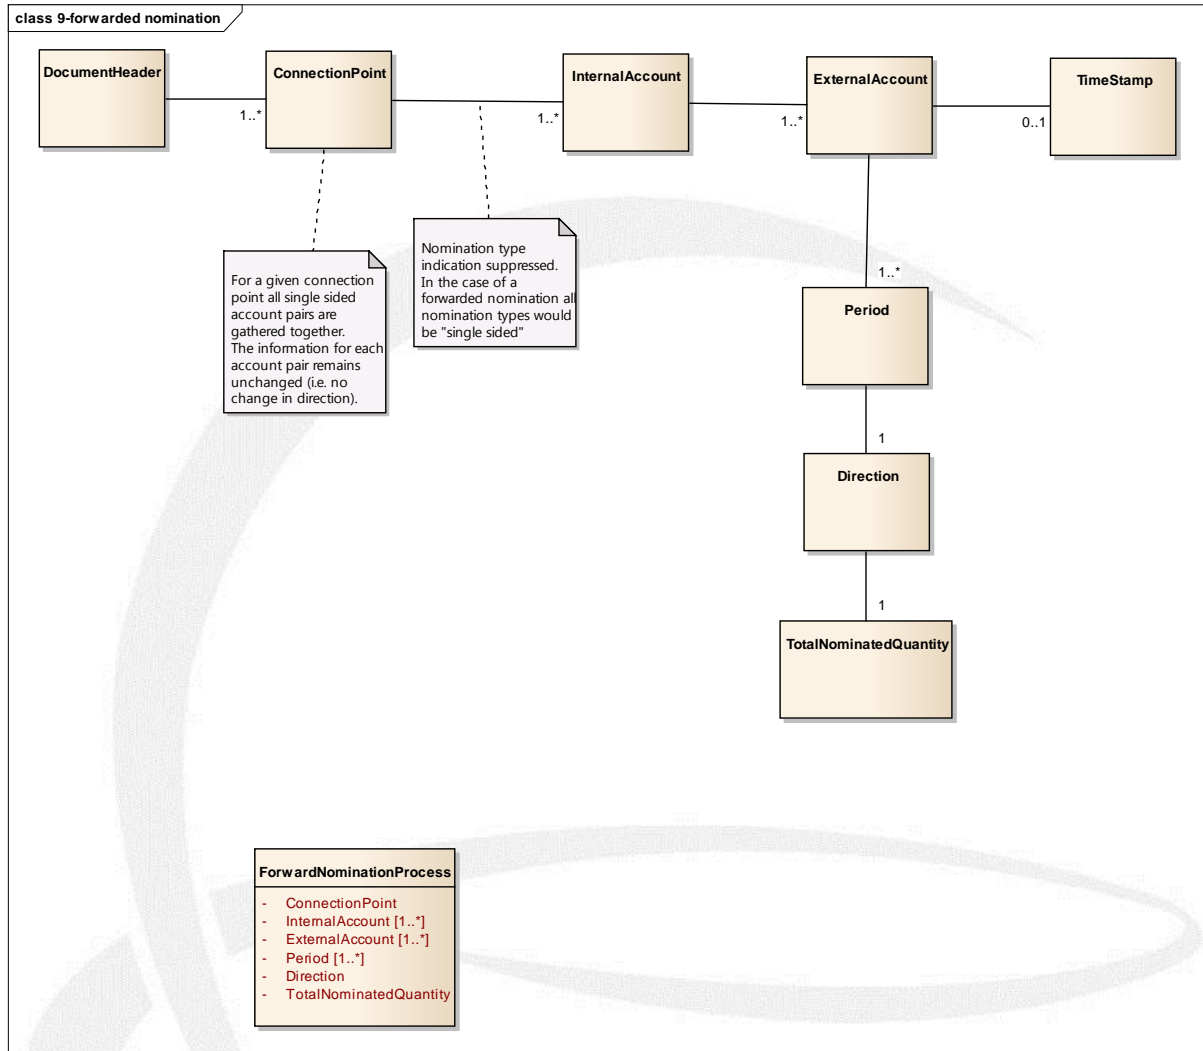 class 9-forwarded nomination
DocumentHeader
ConnectionPoint
InternalAccount
ExternalAccount
TimeStamp
1..*
1..*
1..*
0..1
For a given connection
point all single sided
account pairs are
gathered together.
The information for each
account pair remains
unchanged (i.e. no
change in direction).
Nomination type
indication suppressed.
In the case of a
forwarded nomination all
nomination types would
be "single sided"
1..*
Period
1
Direction
1
TotalNominatedQuantity
ForwardNominationProcess
- ConnectionPoint
- InternalAccount [1..*]
- ExternalAccount [1..*]
- Period [1..*]
- Direction
- TotalNominatedQuantity